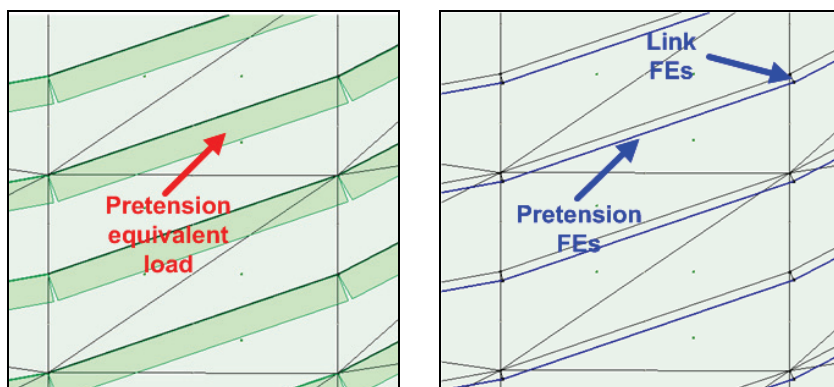 Pretension
equivalent
load
Link
FEs
Pretension
FEs